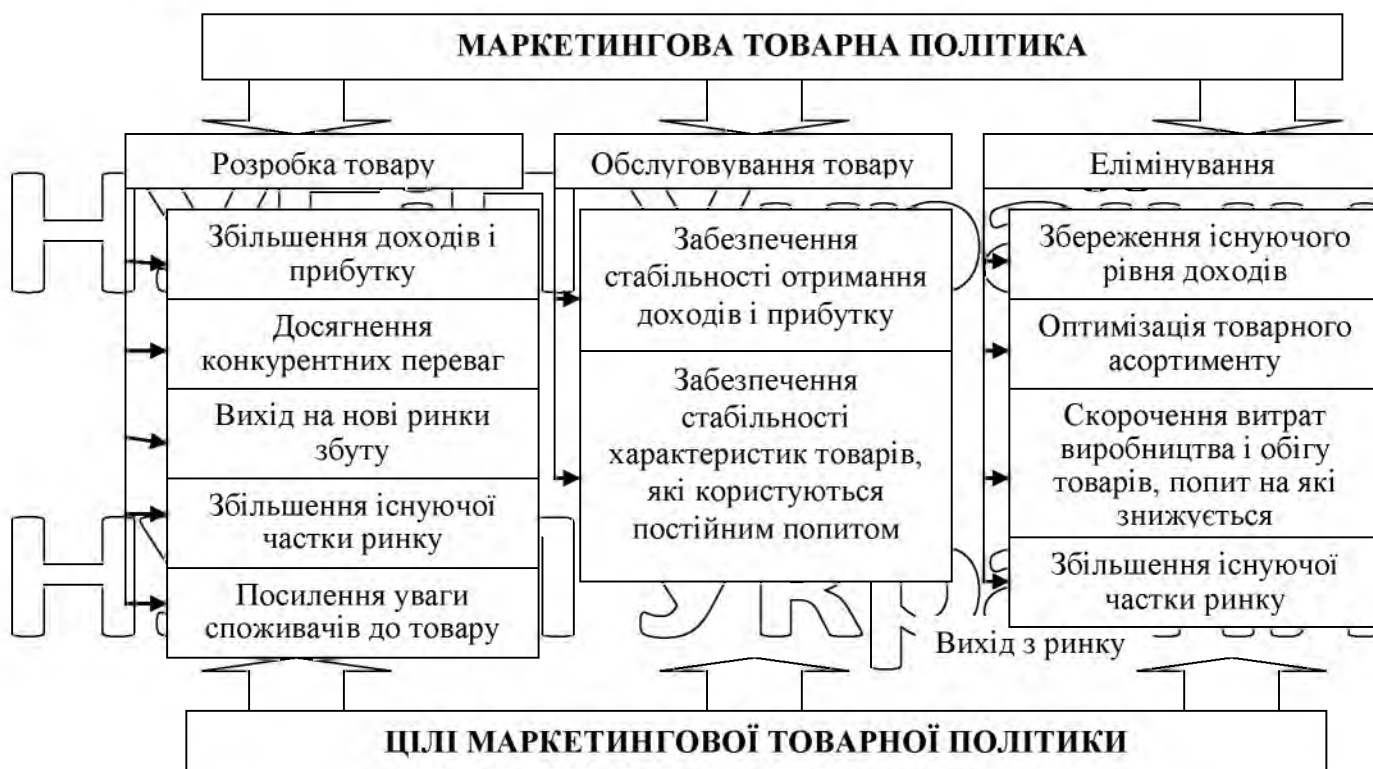 МАРКЕТИНГОВА ТОВАРНА ПОЛІТИКА
Розробка товару
Збільшення доходів і
прибутку
Досягнення
конкурентних переваг
Вихід на нові ринки
збуту
Збільшення існуючої
частки ринку
Посилення уваги
споживачів до товару
Обслуговування товару
Забезпечення
стабільності отримання
доходів і прибутку
Забезпечення
стабільності
характеристик товарів,
які користуються
постійним попитом
Елімінування
Збереження існуючого
рівня доходів
Оптимізація товарного
асортименту
Скорочення витрат
виробництва і обігу
товарів, попит на які
знижується
Збільшення існуючої
частки ринку
Вихід з ринку
ЦІЛІ МАРКЕТИНГОВОЇ ТОВАРНОЇ ПОЛІТИКИ